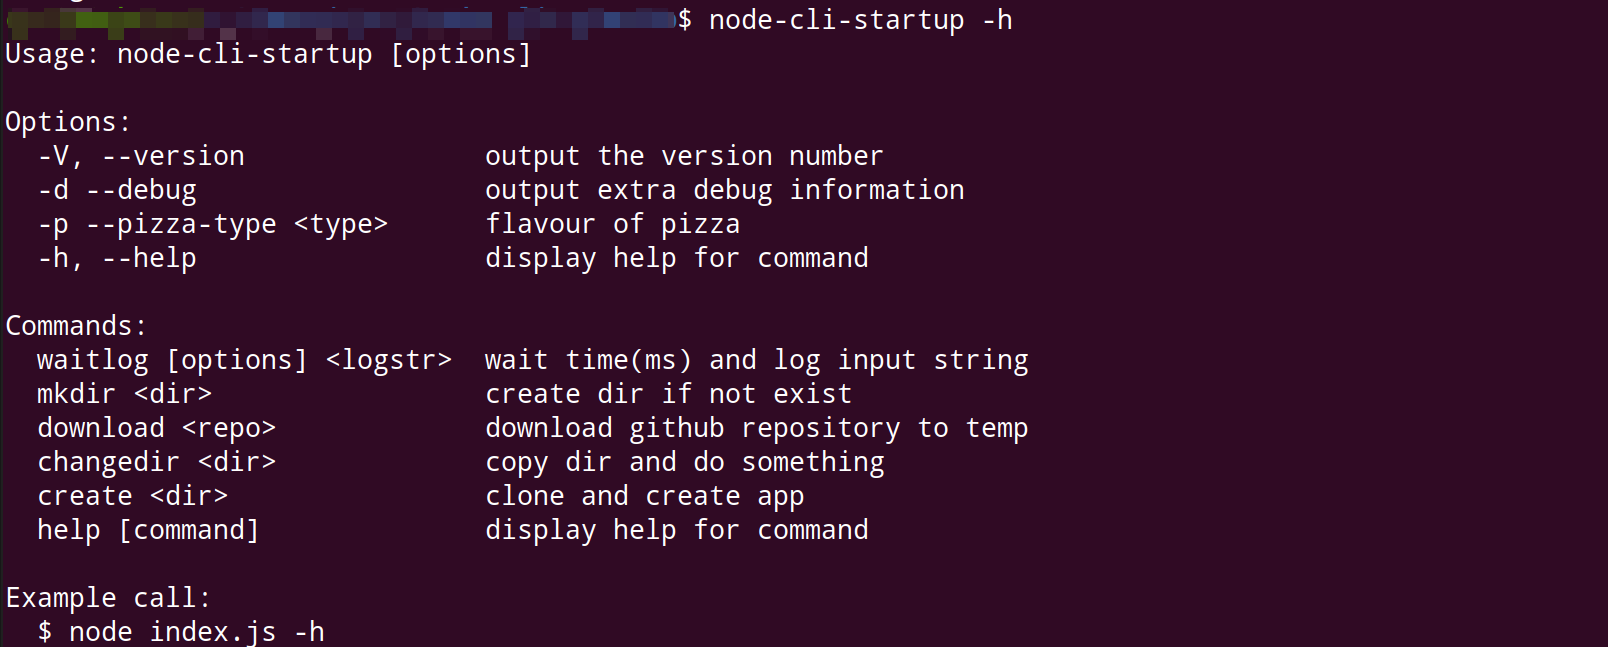 $ node-cli-startup -h
Usage: node-cli-startup [options]
Options:
-V, --version output the version number
-d --debug output extra debug information
-p --pizza-type <type> flavour of pizza
-h, --help display help for command
Commands:
waitlog [options] <logstr> wait time(ms) and log input string
mkdir <dir> create dir if not exist
download <repo> download github repository to temp
changedir <dir> copy dir and do something
create <dir> clone and create app
help [command] display help for command
Example call:
$ node index.js -h